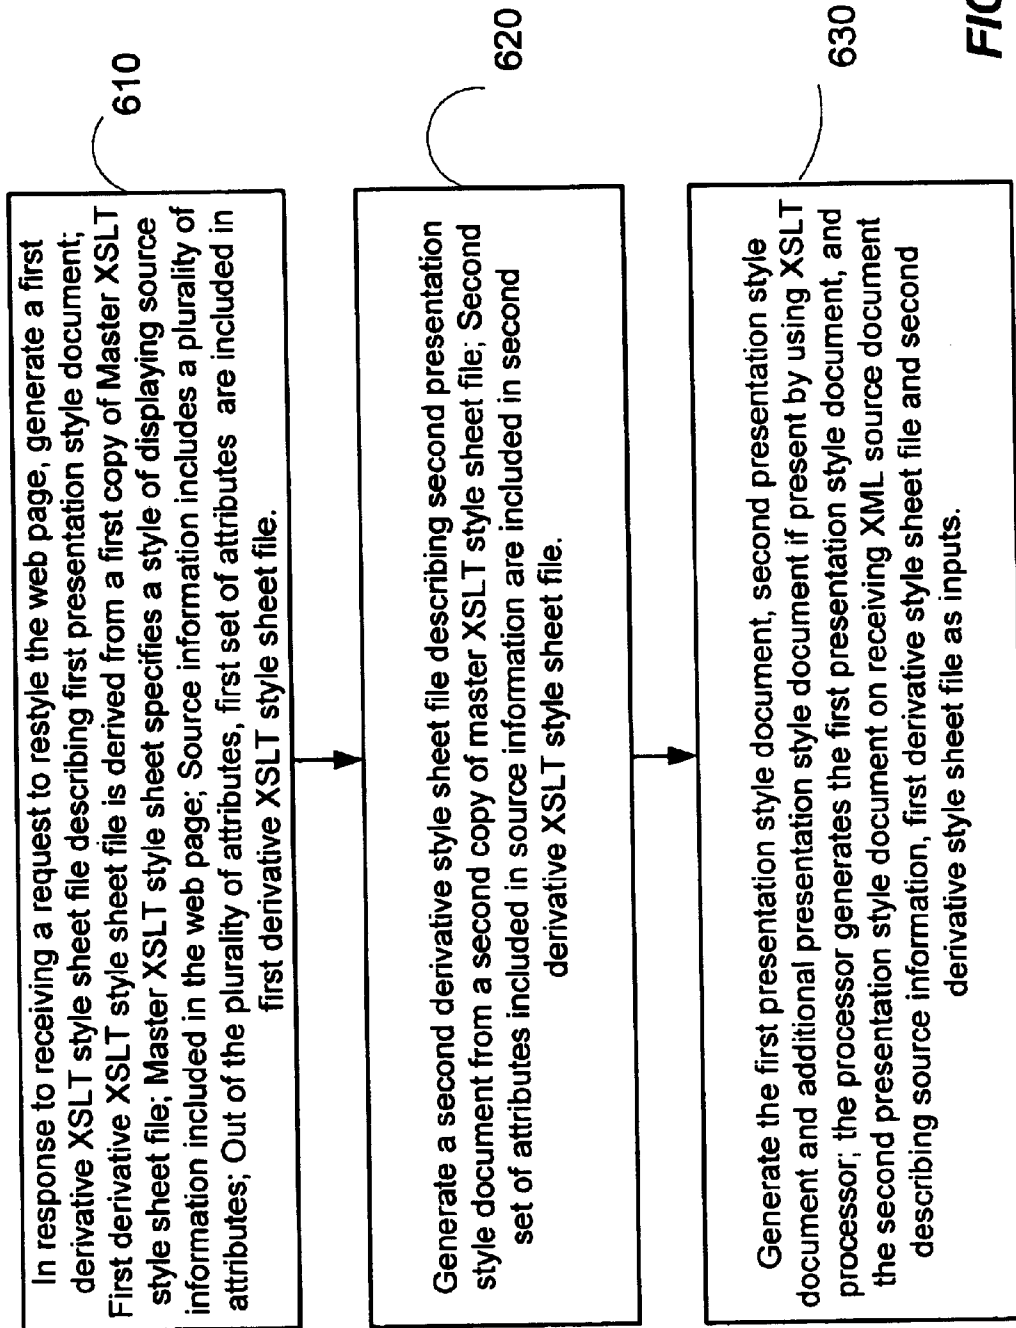 In response to receiving a request to restyle the web page, generate a first
derivative XSLT style sheet file describing first presentation style document;
First derivative XSLT style sheet file is derived from a first copy of Master XSLT
style sheet file; Master XSLT style sheet specifies a style of displaying source
information included in the web page; Source information includes a plurality of
attributes; Out of the plurality of attributes, first set of attributes are included in
first derivative XSLT style sheet file.
610
Generate a second derivative style sheet file describing second presentation
style document from a second copy of master XSLT style sheet file; Second
set of attributes included in source information are included in second
derivative XSLT style sheet file.
620
Generate the first presentation style document, second presentation style
document and additional presentation style document if present by using XSLT
processor; the processor generates the first presentation style document, and
the second presentation style document on receiving XML source document
describing source information, first derivative style sheet file and second
derivative style sheet file as inputs.
630